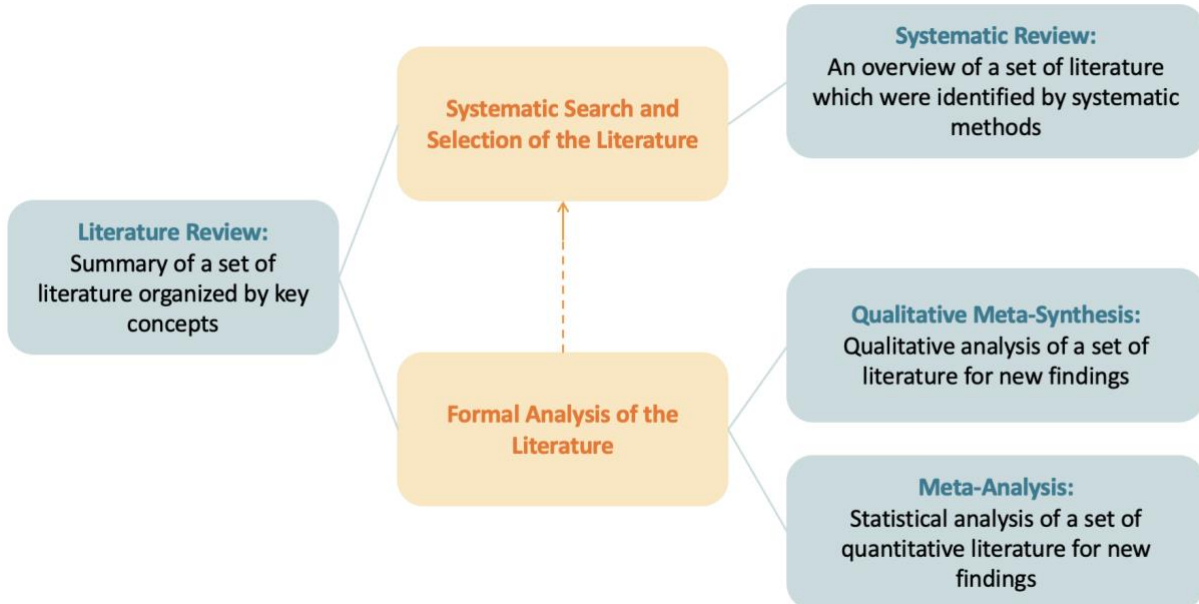 Literature Review:
Summary of a set of
literature organized by key
concepts
Systematic Search and
Selection of the Literature
Formal Analysis of the
Literature
Systematic Review:
An overview of a set of literature
which were identified by systematic
methods
Qualitative Meta-Synthesis:
Qualitative analysis of a set of
literature for new findings
Meta-Analysis:
Statistical analysis of a set of
quantitative literature for new
findings